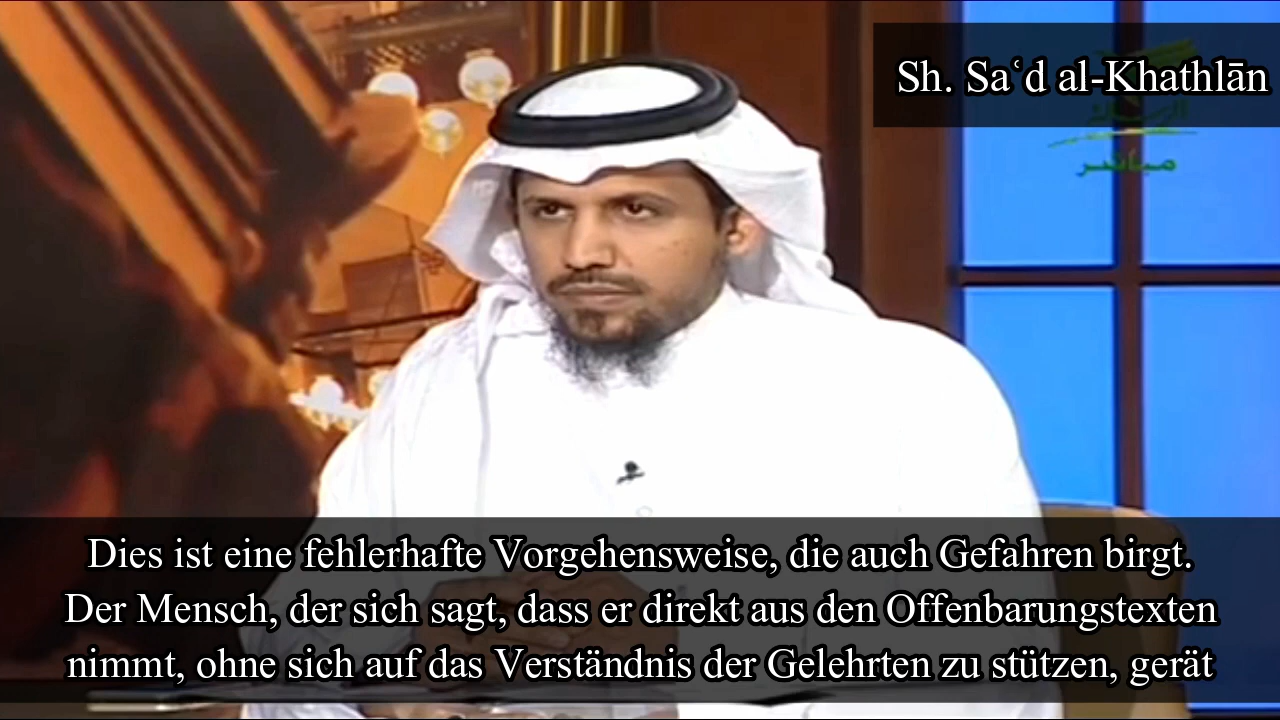 Sh. Saʿd al-Khathlān
مباشر
Dies ist eine fehlerhafte Vorgehensweise, die auch Gefahren birgt.
Der Mensch, der sich sagt, dass er direkt aus den Offenbarungstexten
nimmt, ohne sich auf das Verständnis der Gelehrten zu stützen, gerät